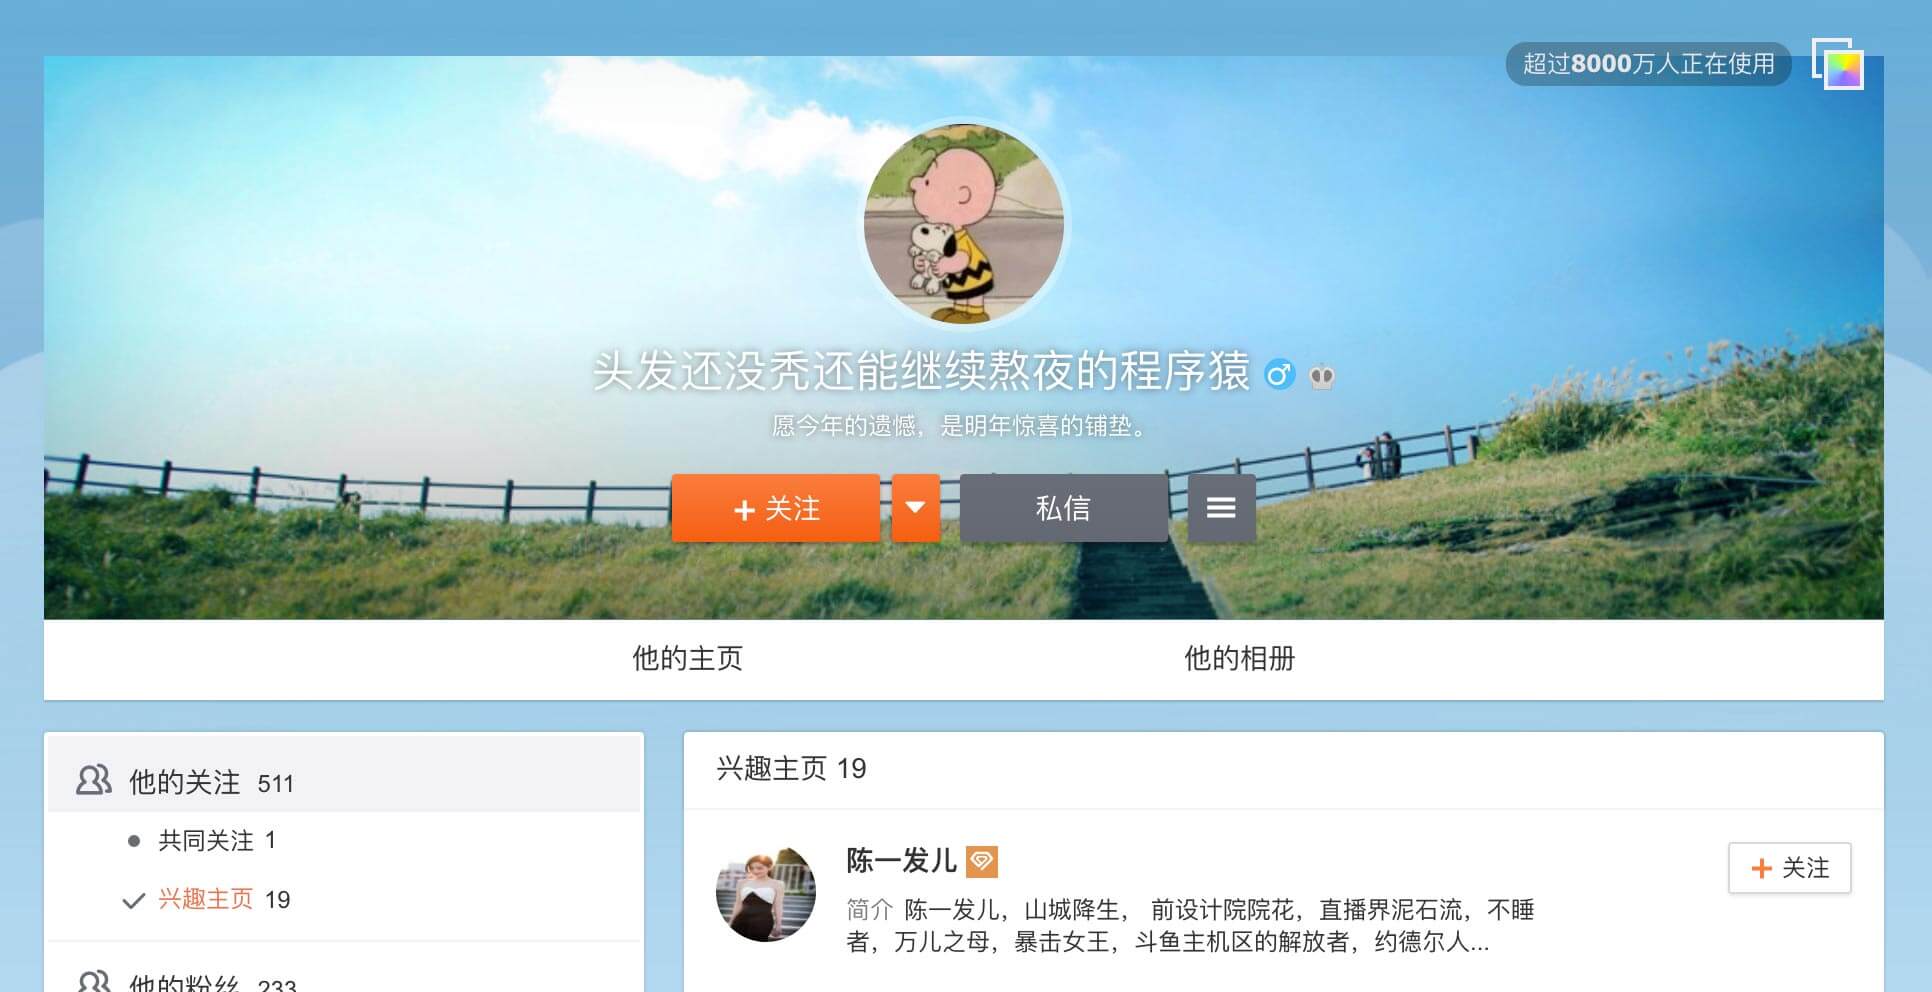 超过8000万人正在使用
头发还没秃还能继续熬夜的程序猿
愿今年的遗憾，是明年惊喜的铺垫。
+ 关注
私信
他的主页 他的相册
他的关注 511
共同关注 1
兴趣主页 19
他的粉丝 233
兴趣主页 19
陈一发儿
+ 关注
简介 陈一发儿，山城降生， 前设计院院花，直播界泥石流，不睡
者，万儿之母，暴击女王，斗鱼主机区的解放者，约德尔人...